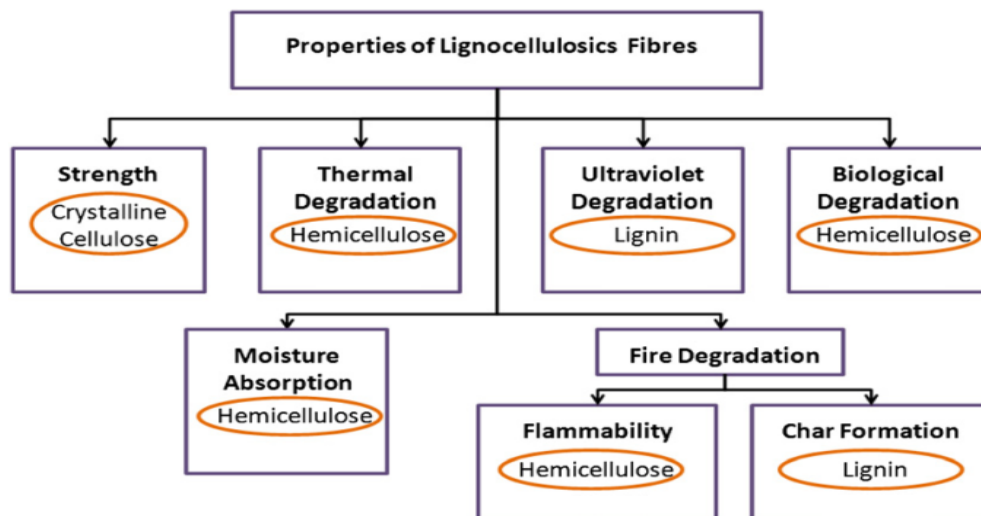 Properties of Lignocellulosics Fibres
Strength
Crystalline
Cellulose
Thermal
Degradation
Hemicellulose
Ultraviolet
Degradation
Lignin
Biological
Degradation
Hemicellulose
Moisture
Absorption
Hemicellulose
Fire Degradation
Flammability
Hemicellulose
Char Formation
Lignin